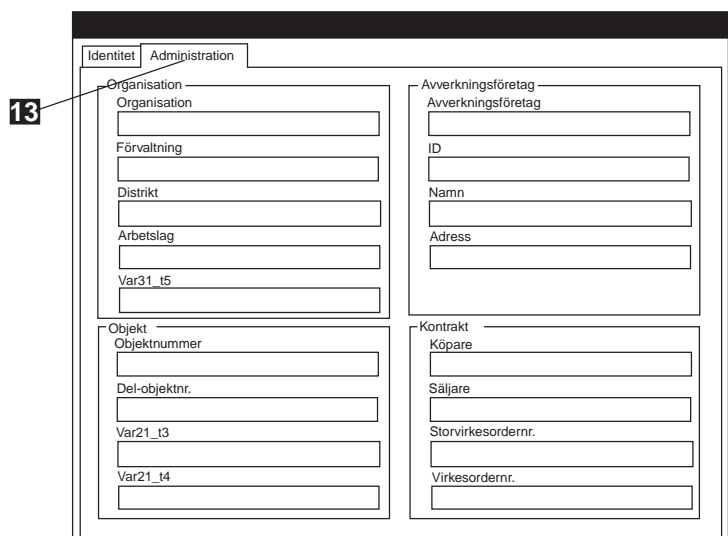 Identitet
Administration
13
Organisation
Organisation
Förvaltning
Distrikt
Arbetslag
Var31_t5
Avverkningsföretag
Avverkningsföretag
ID
Namn
Adress
Objekt
Objektnummer
Del-objektnr.
Var21_t3
Var21_t4
Kontrakt
Köpare
Säljare
Storvirkesordernr.
Virkesordernr.